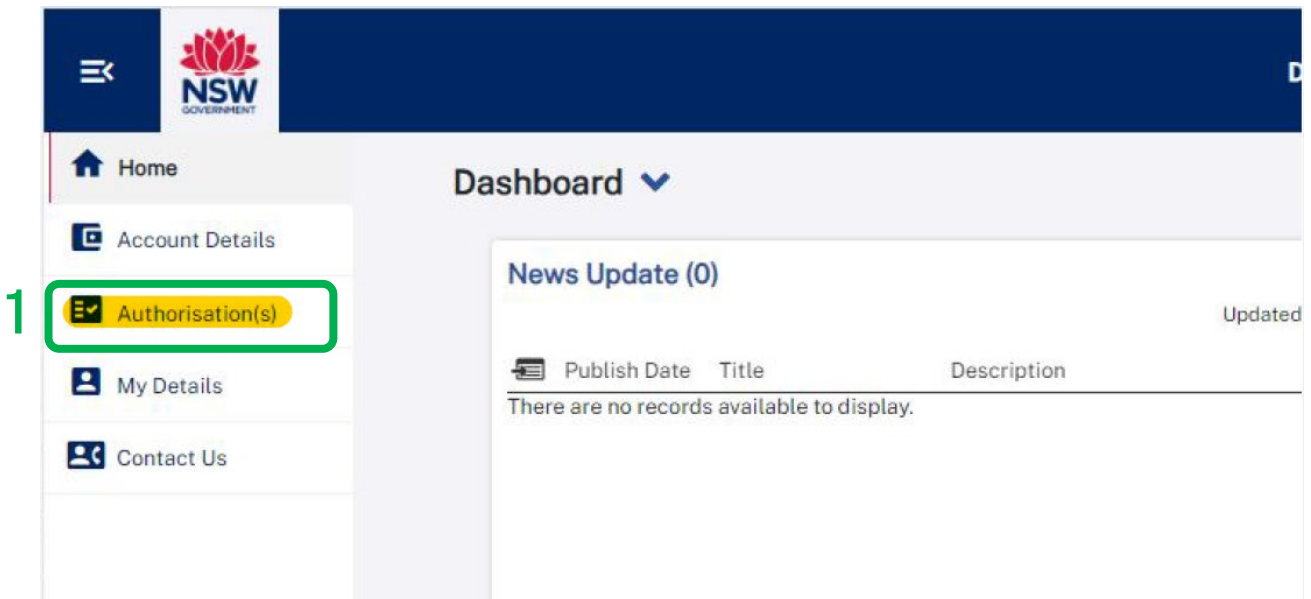 D
NSW
GOVERNMENT
Home
Account Details
1
Authorisation(s)
My Details
Contact Us
Dashboard
News Update (0)
Updated
Publish Date Title Description
There are no records available to display.